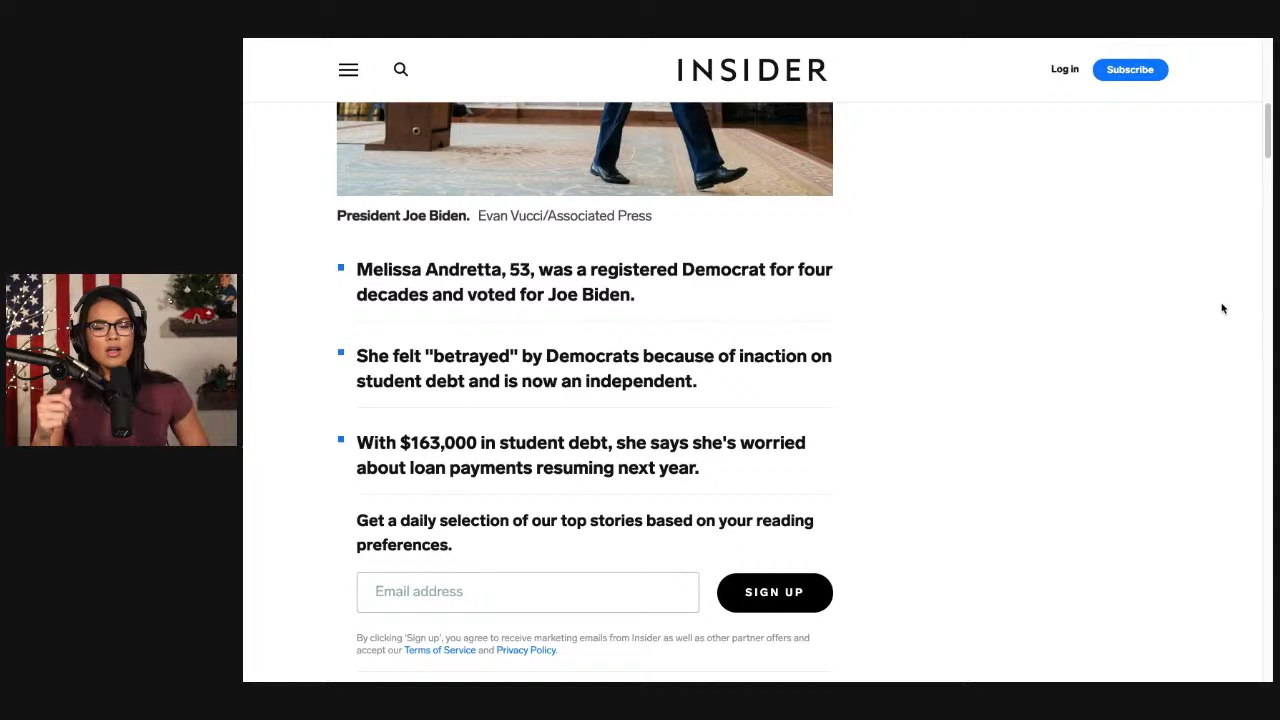 INSIDER
Log in
Subscribe
President Joe Biden. Evan Vucci/Associated Press
Melissa Andretta, 53, was a registered Democrat for four
decades and voted for Joe Biden.
She felt "betrayed" by Democrats because of inaction on
student debt and is now an independent.
With $163,000 in student debt, she says she's worried
about loan payments resuming next year.
Get a daily selection of our top stories based on your reading
preferences.
Email address
SIGN UP
By clicking 'Sign up', you agree to receive marketing emails from Insider as well as other partner offers and
accept our Terms of Service and Privacy Policy.